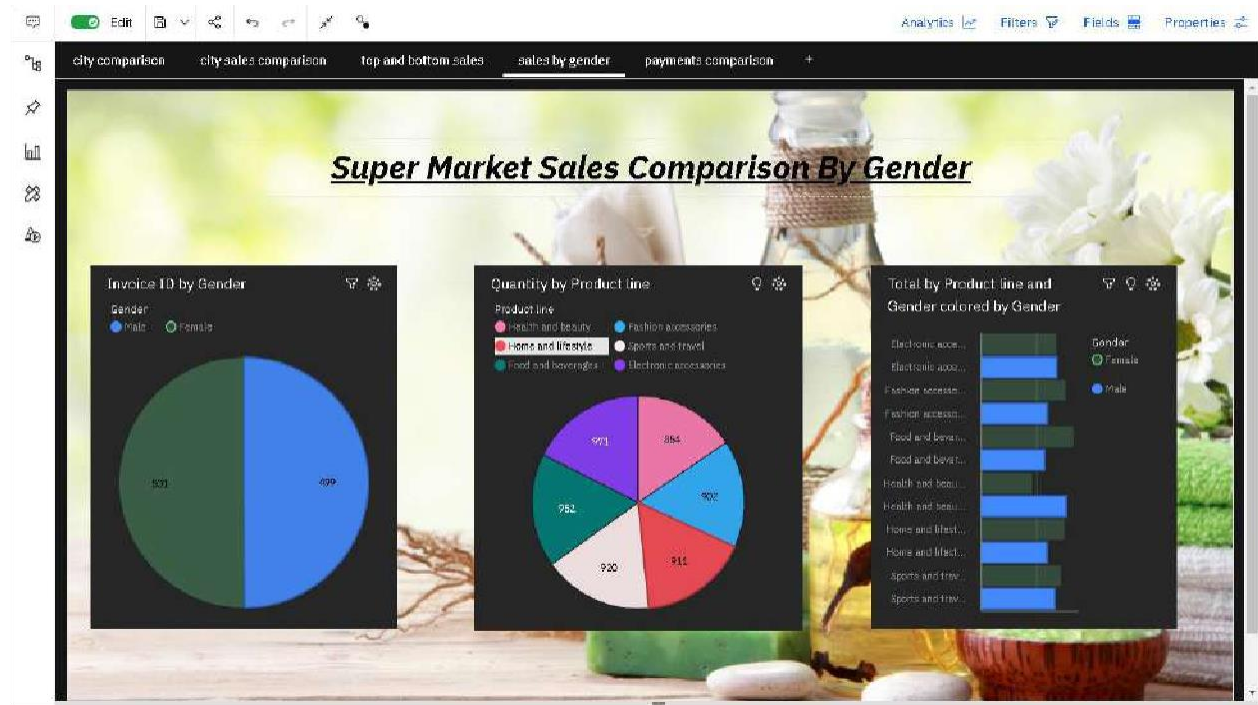 Edit
Analytics
Filters
Fields
Properties
city comparison
city sales comparison
top and bottom sales
sales by gender
payments comparison
+
Super Market Sales Comparison By Gender
Invoice ID by Gender
Gender
Male Female
501
499
Quantity by Product line
Product line
Health and beauty Fashion accessories
Home and lifestyle Sports and travel
Food and beverages Electronic accessories
971
854
952
902
920
911
Total by Product line and
Gender colored by Gender
Electronic acce...
Electronic acce...
Fashion accesso...
Fashion accesso...
Food and bever...
Food and bever...
Health and beau...
Health and beau...
Home and lifest...
Home and lifest...
Sports and trav...
Sports and trav...
Gender
Female
Male